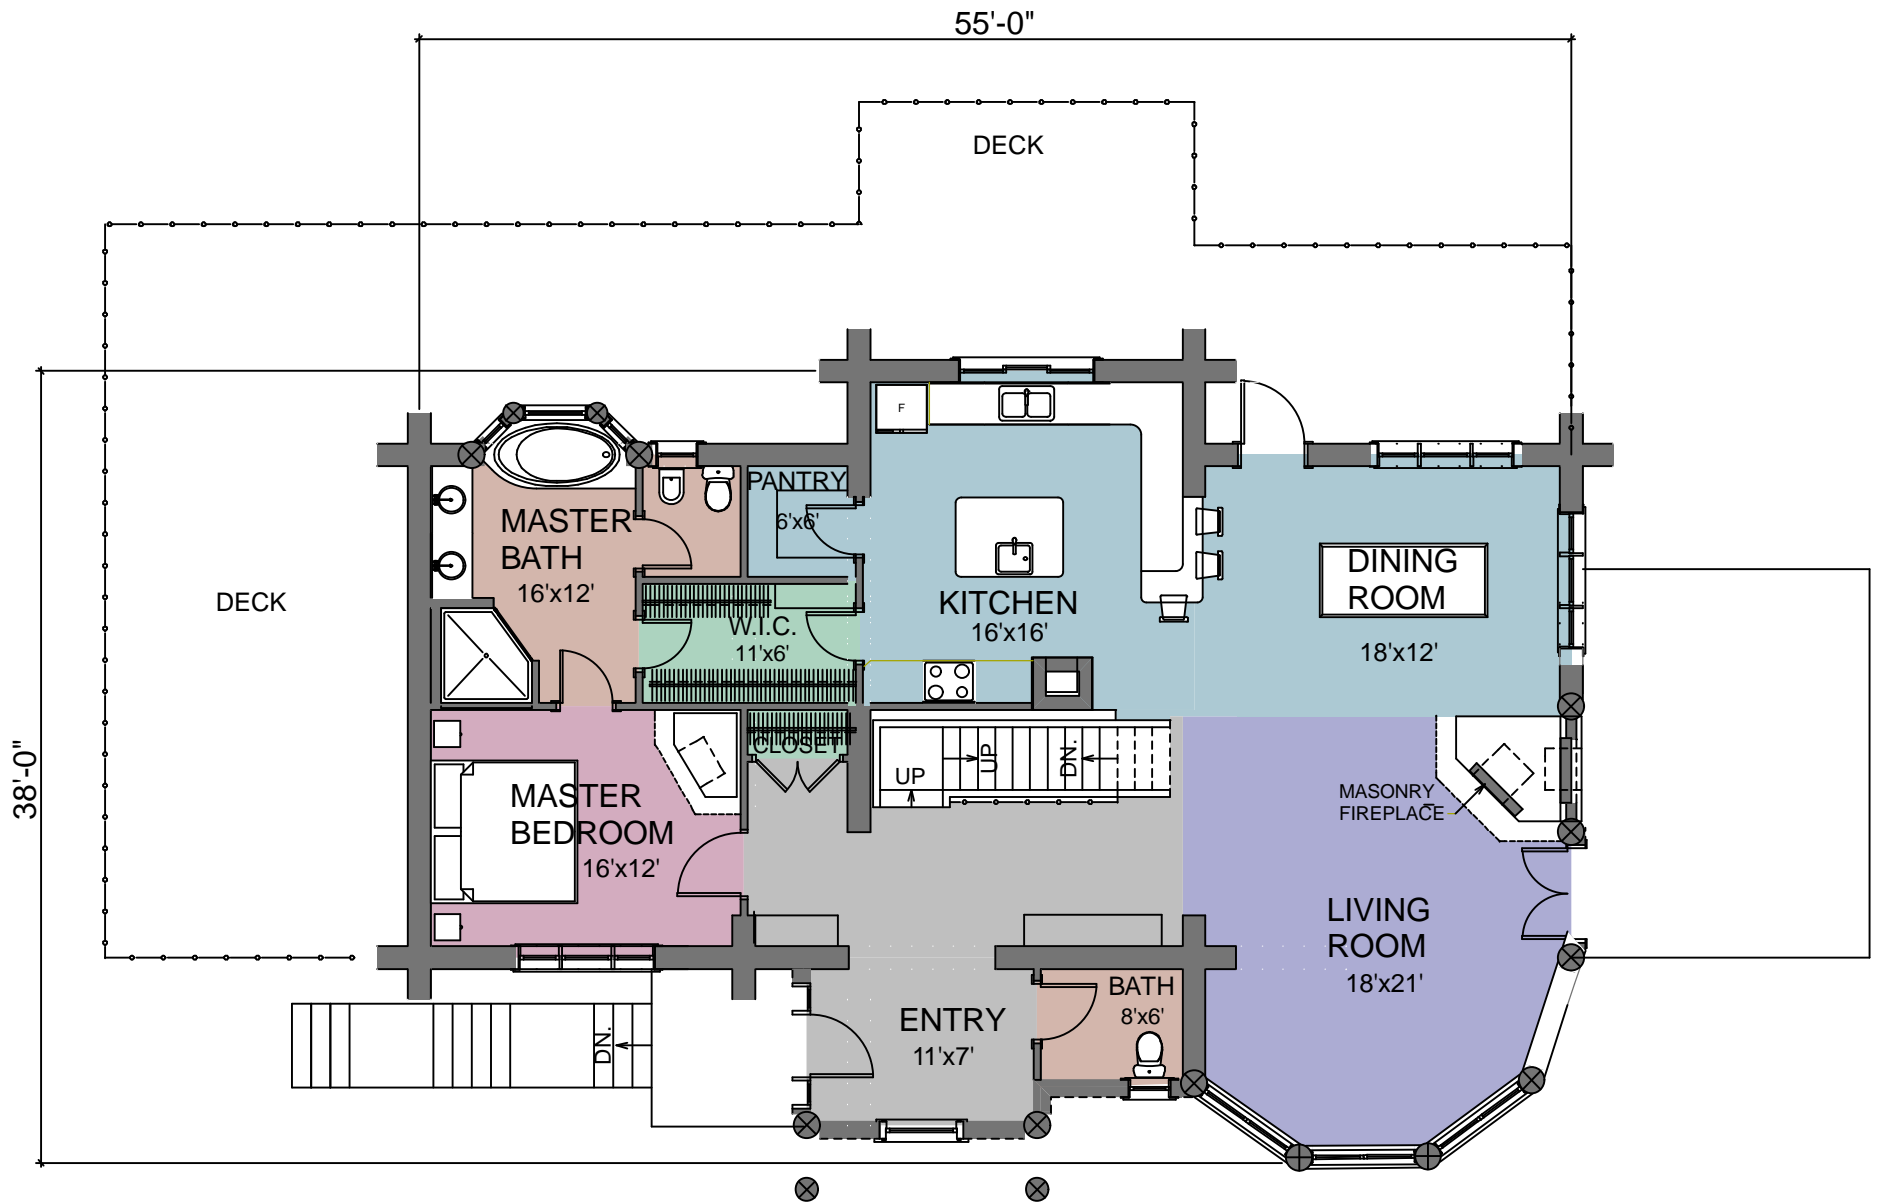 55'-0"
DECK
38'-0"
DECK
F
PANTRY
6'x6'
MASTER
BATH
16'x12'
KITCHEN
16'x16'
DINING
ROOM
18'x12'
W.I.C.
11'x6'
CLOSET
UP
UP
DN.
MASTER
BEDROOM
16'x12'
MASONRY
FIREPLACE
LIVING
ROOM
18'x21'
BATH
8'x6'
ENTRY
11'x7'
DN.